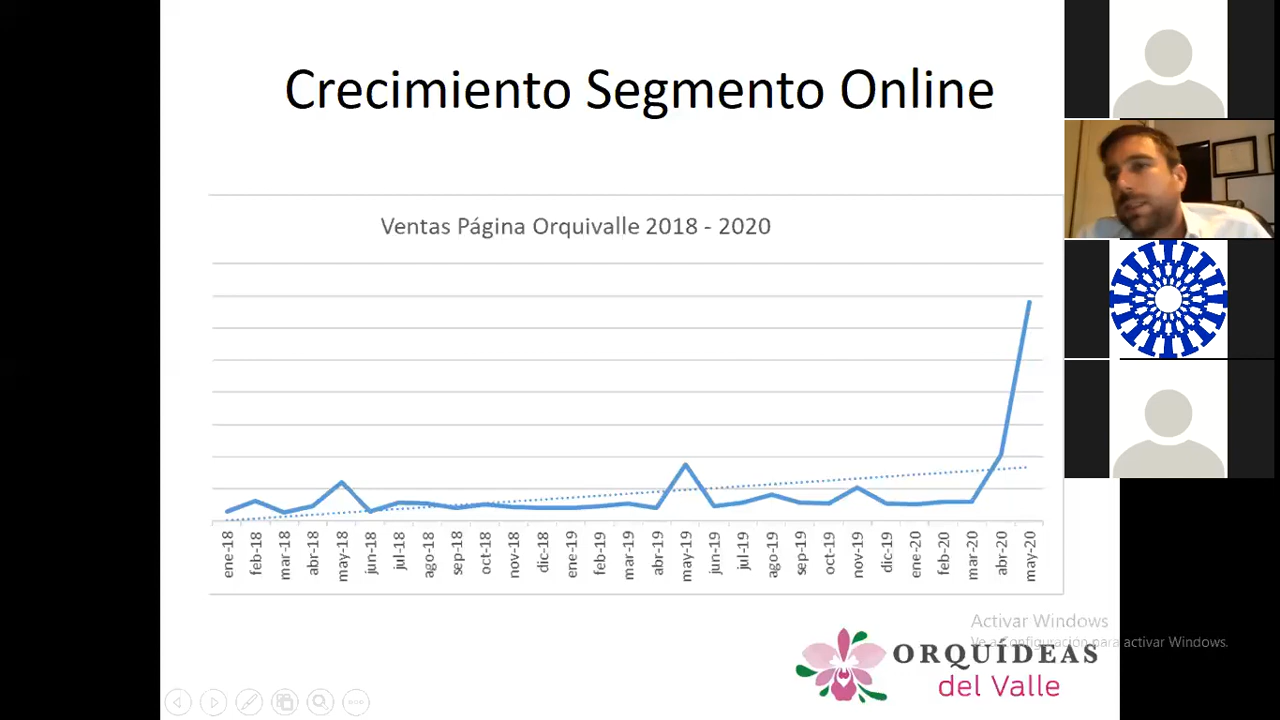 Crecimiento Segmento Online
Ventas Página Orquivalle 2018 - 2020
ene-18
feb-18
mar-18
abr-18
may-18
jun-18
jul-18
ago-18
sep-18
oct-18
nov-18
dic-18
ene-19
feb-19
mar-19
abr-19
may-19
jun-19
jul-19
ago-19
sep-19
oct-19
nov-19
dic-19
ene-20
feb-20
mar-20
abr-20
may-20
Activar Windows
Ve a Configuración para activar Windows.
ORQUÍDEAS
del Valle